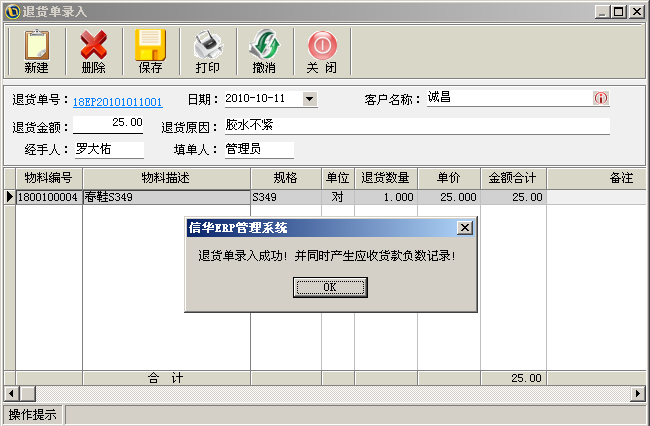 退货单录入
新建 删除 保存 打印 撤消 关 闭
退货单号： 18EP20101011001 日期： 2010-10-11 客户名称： 诚昌
退货金额： 25.00 退货原因： 胶水不紧
经手人： 罗大佑 填单人： 管理员
物料编号 物料描述 规格 单位 退货数量 单价 金额合计 备注
1800100004 春鞋S349 S349 对 1.000 25.000 25.00
信华ERP管理系统
退货单录入成功! 并同时产生应收货款负数记录!
OK
合 计 25.00
操作提示